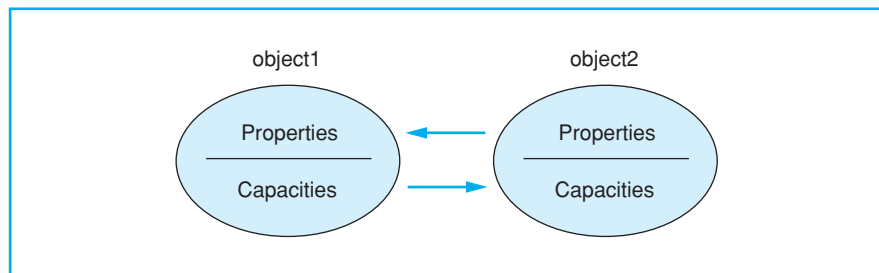 object1 object2
Properties Properties
Capacities Capacities